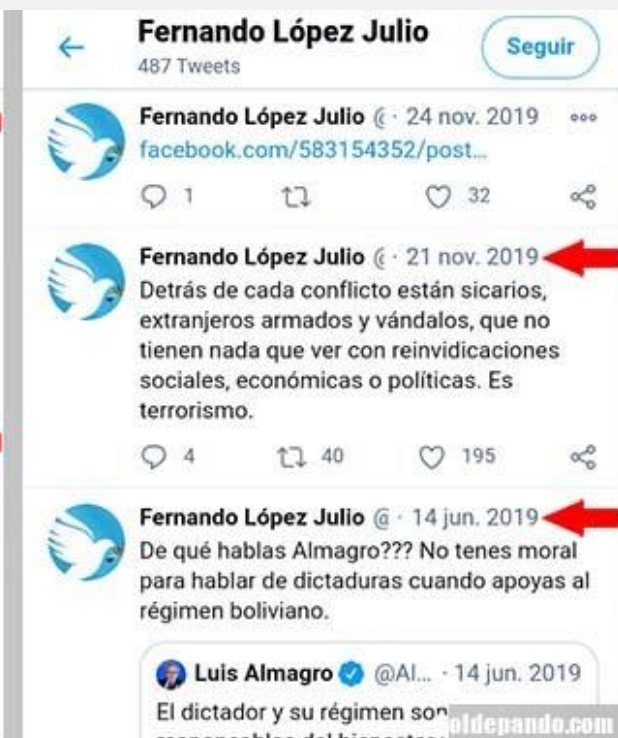 Fernando López Julio
487 Tweets
Seguir
Fernando López Julio @ · 24 nov. 2019
facebook.com/583154352/post...
1 32
Fernando López Julio @ · 21 nov. 2019
Detrás de cada conflicto están sicarios,
extranjeros armados y vándalos, que no
tienen nada que ver con reinvidicaciones
sociales, económicas o políticas. Es
terrorismo.
4 40 195
Fernando López Julio @ · 14 jun. 2019
De qué hablas Almagro??? No tenes moral
para hablar de dictaduras cuando apoyas al
régimen boliviano.
Luis Almagro @Al... · 14 jun. 2019
El dictador y su régimen son
oldepando.com